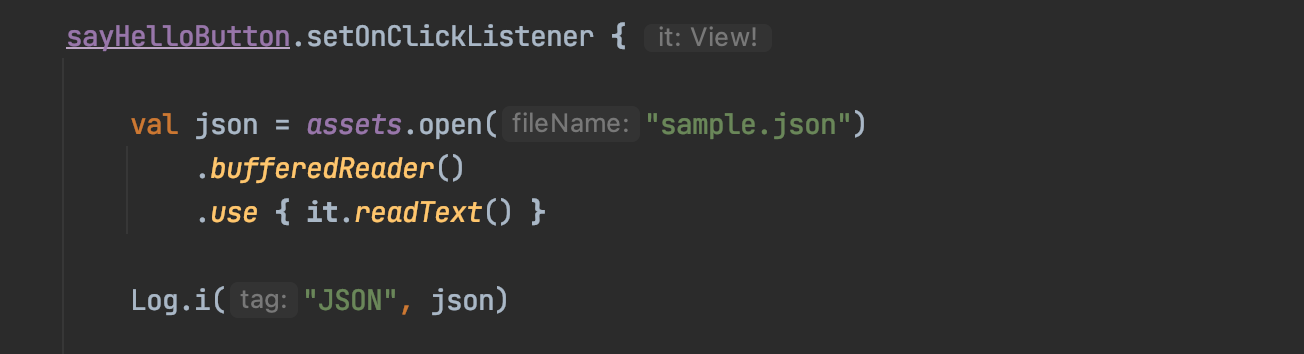 sayHelloButton.setOnClickListener { it: View!
val json = assets.open( fileName: "sample.json")
.bufferedReader()
.use { it.readText() }
Log.i( tag: "JSON", json)